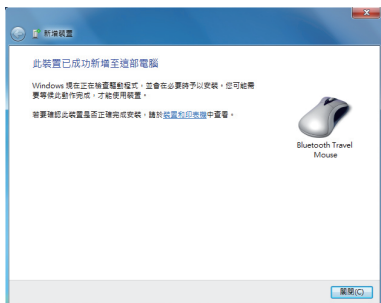 新增裝置
此裝置已成功新增至這部電腦
Windows 現在正在檢查驅動程式，並會在必要時予以安裝。您可能需
要等候此動作完成，才能使用裝置。
若要確認此裝置是否正確完成安裝，請於裝置和印表機中查看。
Bluetooth Travel
Mouse
關閉(C)